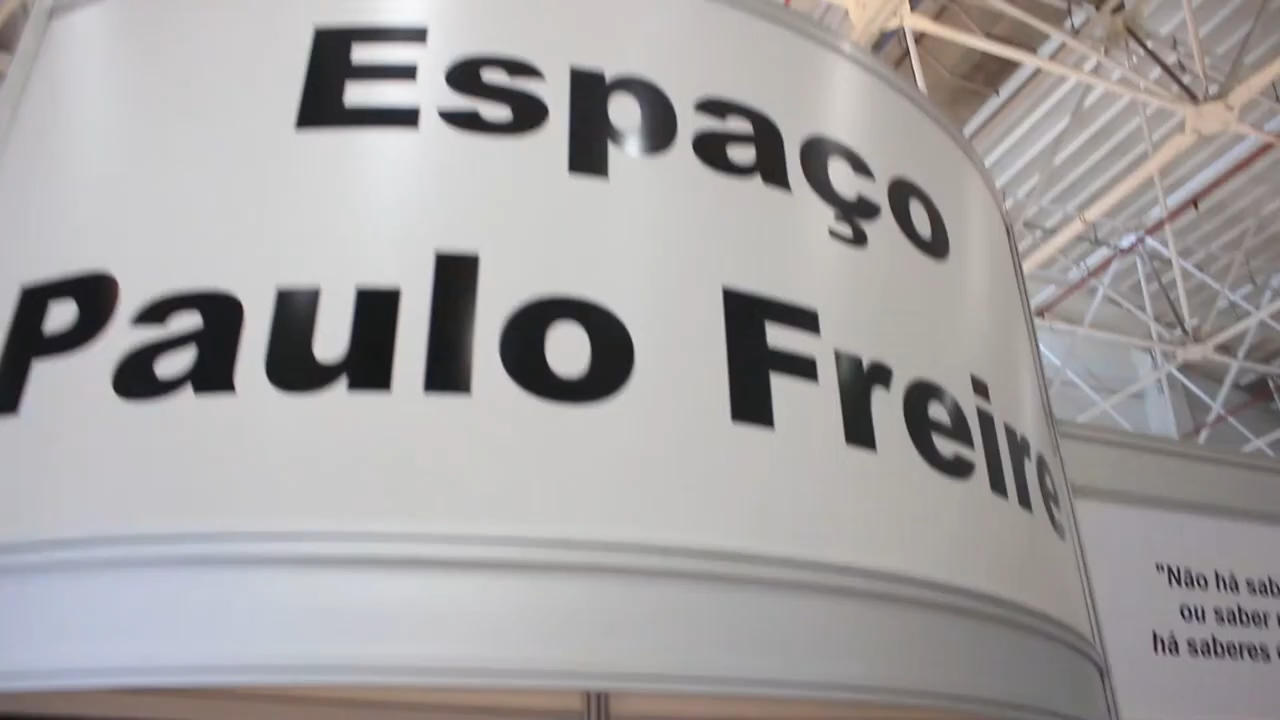 Espaço
Paulo Freire
"Não há
ou saber
há saberes